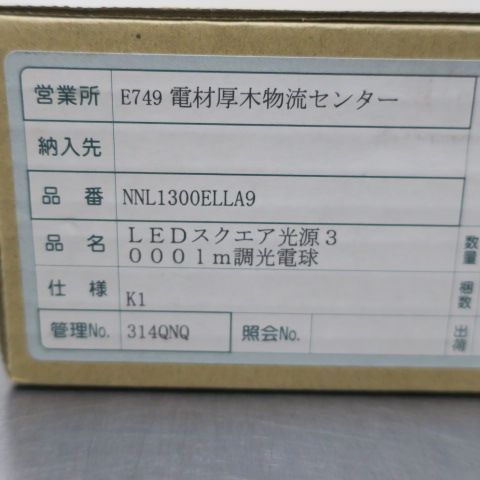 営業所 E749 電材厚木物流センター
納入先
品 番 NNL1300ELLA9
品 名 LEDスクエア光源3
000lm調光電球
数量
仕 様 K1
梱数
管理No. 314QNQ 照会No.
出荷